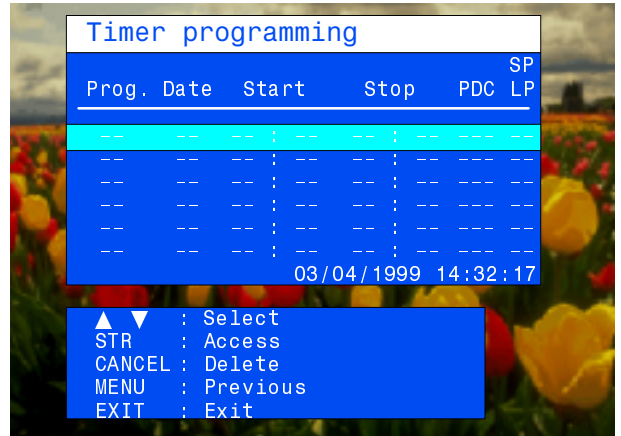 Timer programming
SP
Prog. Date Start Stop PDC LP
-- -- -- : -- -- : -- --- --
-- -- -- : -- -- : -- --- --
-- -- -- : -- -- : -- --- --
-- -- -- : -- -- : -- --- --
-- -- -- : -- -- : -- --- --
-- -- -- : -- -- : -- --- --
03/04/1999 14:32:17
▲ ▼ : Select
STR : Access
CANCEL : Delete
MENU : Previous
EXIT : Exit